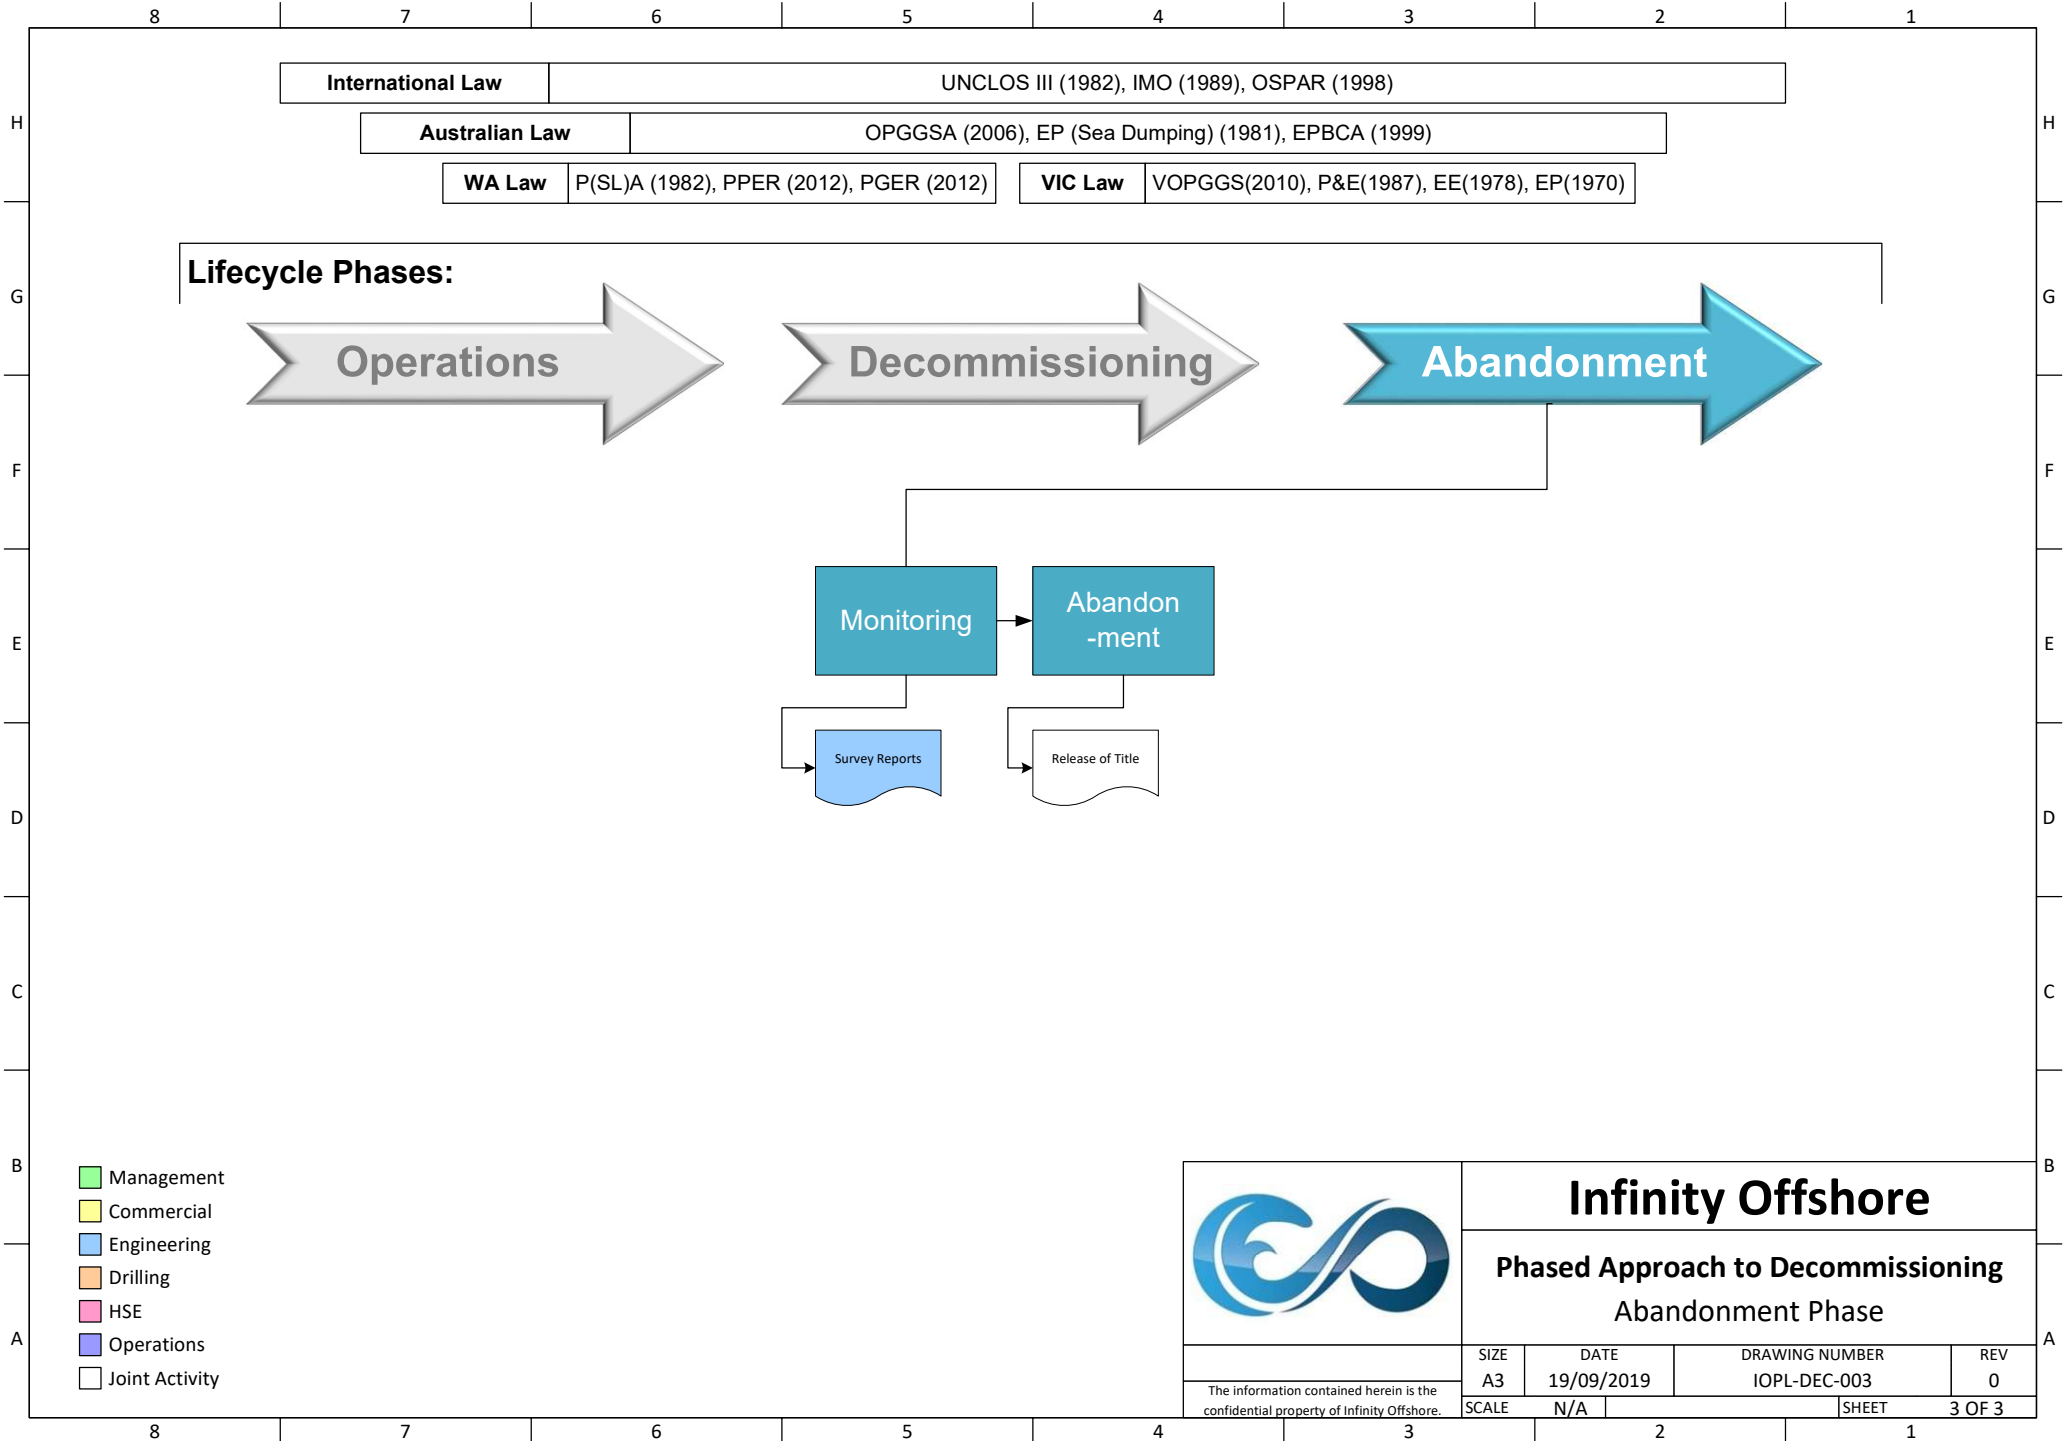 8 7 6 5 4 3 2 1
International Law UNCLOS III (1982), IMO (1989), OSPAR (1998)
H H
Australian Law OPGGSA (2006), EP (Sea Dumping) (1981), EPBCA (1999)
WA Law P(SL)A (1982), PPER (2012), PGER (2012) VIC Law VOPGGS(2010), P&E(1987), EE(1978), EP(1970)
Lifecycle Phases:
G G
Operations Decommissioning Abandonment
F F
Monitoring
Abandon
-ment
E E
Survey Reports Release of Title
D D
C C
B B
Management
Commercial
Engineering
Drilling
HSE
Operations
Joint Activity
A A
Infinity Offshore
Phased Approach to Decommissioning
Abandonment Phase
SIZE DATE DRAWING NUMBER REV
A3 19/09/2019 IOPL-DEC-003 0
The information contained herein is the
confidential property of Infinity Offshore.
SCALE N/A SHEET 3 OF 3
8 7 6 5 4 3 2 1